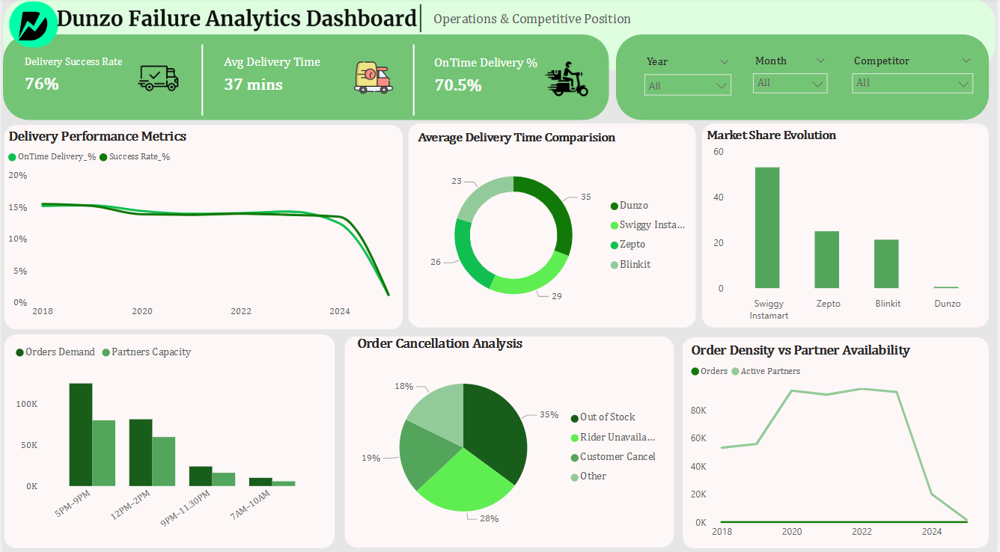 Dunzo Failure Analytics Dashboard
Operations & Competitive Position
Delivery Success Rate
76%
Avg Delivery Time
37 mins
OnTime Delivery %
70.5%
Year
All
Month
All
Competitor
All
Delivery Performance Metrics
OnTime Delivery_% Success Rate_%
20%
15%
10%
5%
0%
2018 2020 2022 2024
Average Delivery Time Comparision
23
35
26
29
Dunzo
Swiggy Insta...
Zepto
Blinkit
Market Share Evolution
60
40
20
0
Swiggy
Instamart
Zepto
Blinkit
Dunzo
Orders Demand Partners Capacity
100K
50K
0K
5PM–9PM
12PM–2PM
9PM–11.30PM
7AM–10AM
Order Cancellation Analysis
18%
35%
19%
28%
Out of Stock
Rider Unavaila...
Customer Cancel
Other
Order Density vs Partner Availability
Orders Active Partners
80K
60K
40K
20K
0K
2018 2020 2022 2024